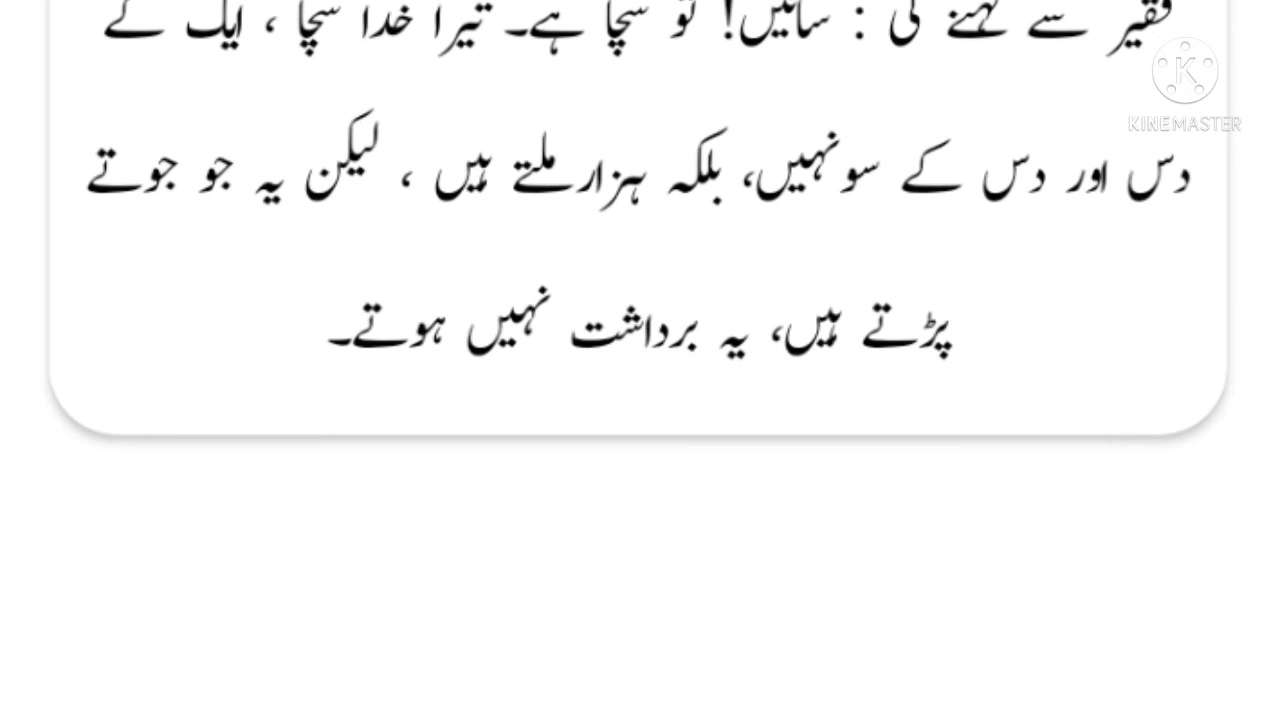 فقیر سے کہنے لگی : سائیں! تو سچا ہے۔ تیرا خدا سچا ، ایک کے
دس اور دس کے سو نہیں، بلکہ ہزار ملتے ہیں ، لیکن یہ جو جوتے
پڑتے ہیں، یہ برداشت نہیں ہوتے۔
KINEMASTER